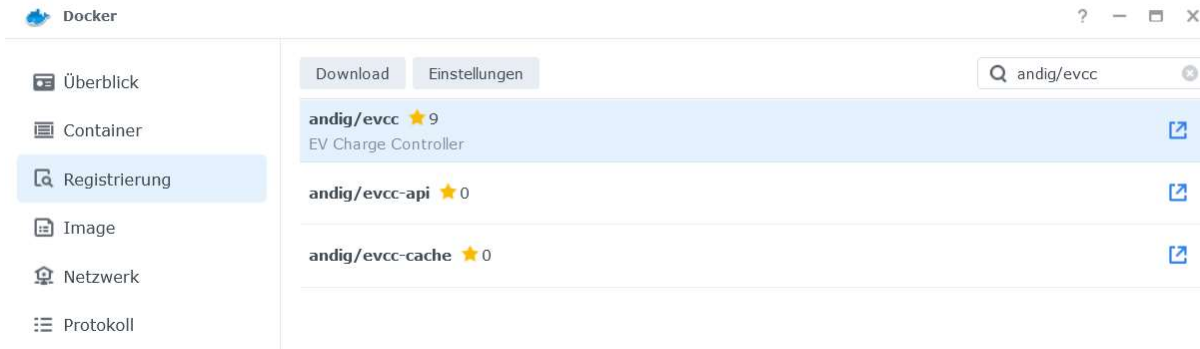 Docker
?
Überblick
Container
Registrierung
Image
Netzwerk
Protokoll
Download Einstellungen
andig/evcc
andig/evcc 9
EV Charge Controller
andig/evcc-api 0
andig/evcc-cache 0